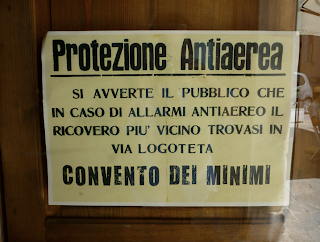 Protezione Antiaerea
SI AVVERTE IL PUBBLICO CHE
IN CASO DI ALLARMI ANTIAEREO IL
RICOVERO PIU' VICINO TROVASI IN
VIA LOGOTETA
CONVENTO DEI MINIMI